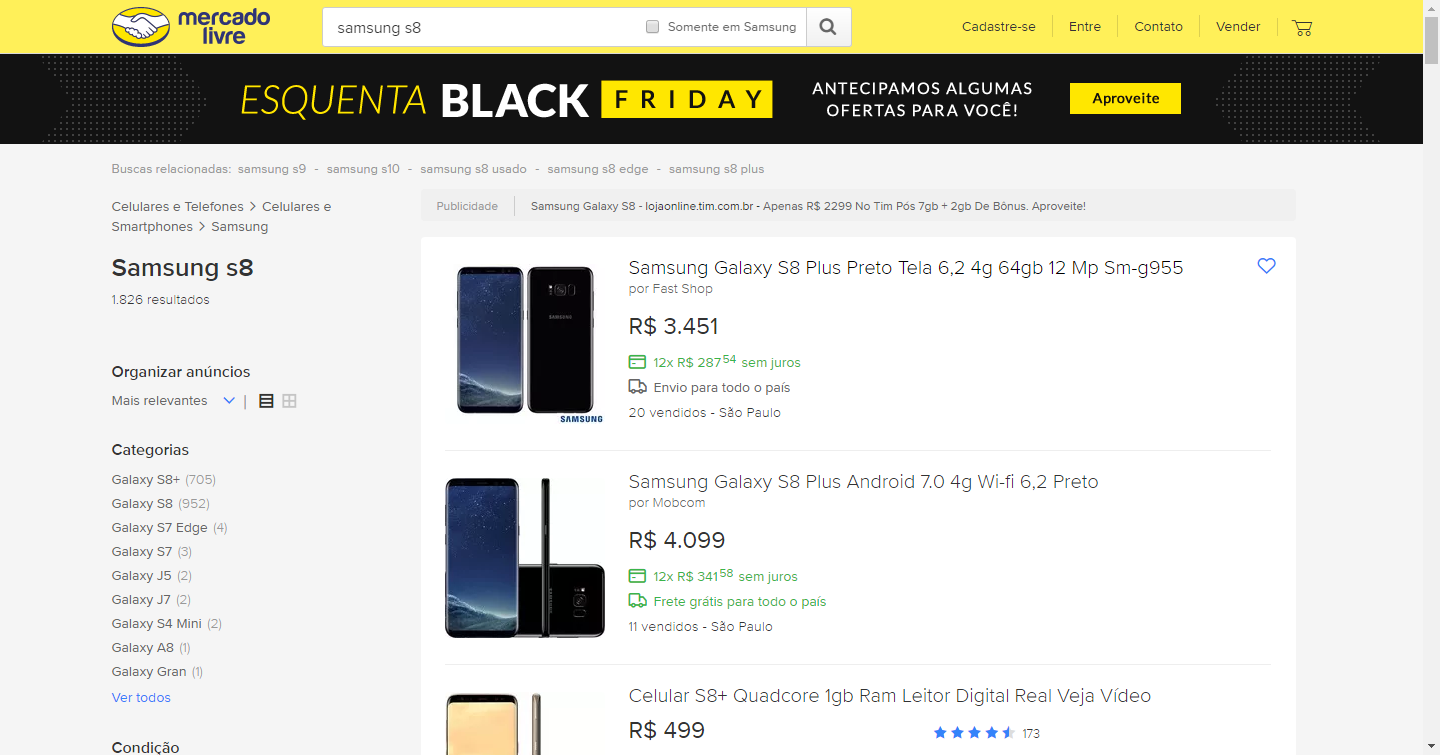 mercado
livre
samsung s8
Somente em Samsung
Cadastre-se
Entre
Contato
Vender
ESQUENTA BLACK FRIDAY
ANTECIPAMOS ALGUMAS
OFERTAS PARA VOCÊ!
Aproveite
Buscas relacionadas: samsung s9 - samsung s10 - samsung s8 usado - samsung s8 edge - samsung s8 plus
Celulares e Telefones > Celulares e
Smartphones > Samsung
Samsung s8
1.826 resultados
Organizar anúncios
Mais relevantes
Categorias
Galaxy S8+ (705)
Galaxy S8 (952)
Galaxy S7 Edge (4)
Galaxy S7 (3)
Galaxy J5 (2)
Galaxy J7 (2)
Galaxy S4 Mini (2)
Galaxy A8 (1)
Galaxy Gran (1)
Ver todos
Condição
Publicidade
Samsung Galaxy S8 - lojaonline.tim.com.br - Apenas R$ 2299 No Tim Pós 7gb + 2gb De Bônus. Aproveite!
SAMSUNG
SAMSUNG
Samsung Galaxy S8 Plus Preto Tela 6,2 4g 64gb 12 Mp Sm-g955
por Fast Shop
R$ 3.451
12x R$ 287 54 sem juros
Envio para todo o país
20 vendidos - São Paulo
Samsung Galaxy S8 Plus Android 7.0 4g Wi-fi 6,2 Preto
por Mobcom
R$ 4.099
12x R$ 341 58 sem juros
Frete grátis para todo o país
11 vendidos - São Paulo
Celular S8+ Quadcore 1gb Ram Leitor Digital Real Veja Vídeo
R$ 499
173